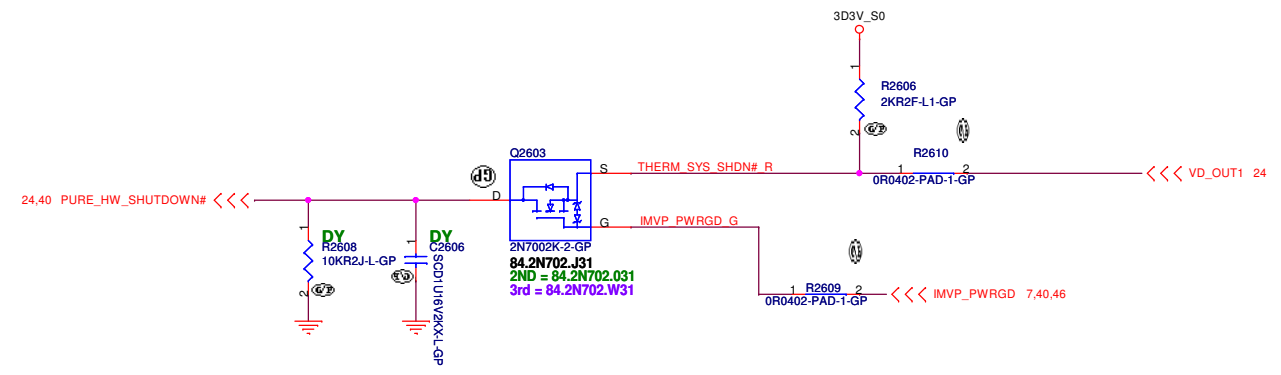 3D3V_S0
1
R2606
2KR2F-L1-GP
2
G/P
R2610
1
2
0R0402-PAD-1-GP
VD_OUT1 24
Q2603
GP
S
THERM_SYS_SHDN#_R
D
G
IMVP_PWRGD_G
2N7002K-2-GP
84.2N702.J31
2ND = 84.2N702.031
3rd = 84.2N702.W31
24,40 PURE_HW_SHUTDOWN#
1
DY
R2608
10KR2J-L-GP
2
G/P
1
DY
C2606
SCD1U16V2KX-L-GP
1
R2609
2
0R0402-PAD-1-GP
IMVP_PWRGD 7,40,46